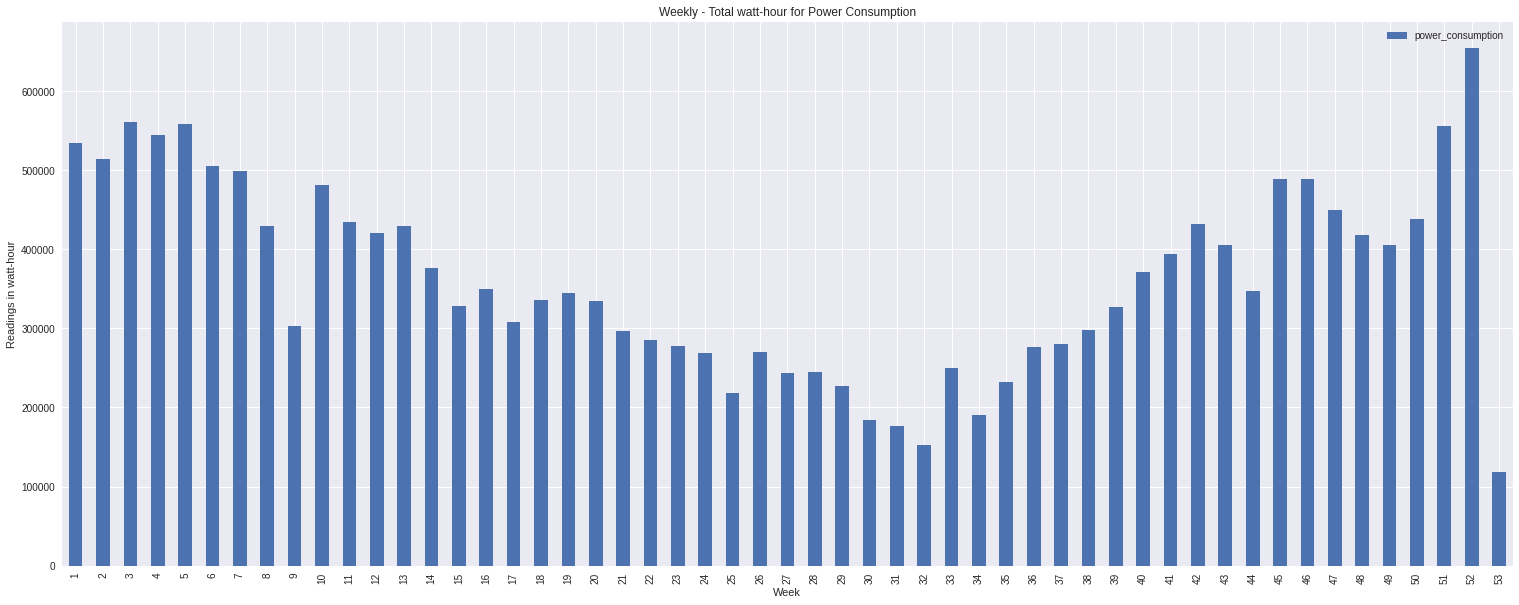 Weekly - Total watt-hour for Power Consumption
power_consumption
Readings in watt-hour
600000
500000
400000
300000
200000
100000
0
1 2 3 4 5 6 7 8 9 10 11 12 13 14 15 16 17 18 19 20 21 22 23 24 25 26 27 28 29 30 31 32 33 34 35 36 37 38 39 40 41 42 43 44 45 46 47 48 49 50 51 52 53
Week